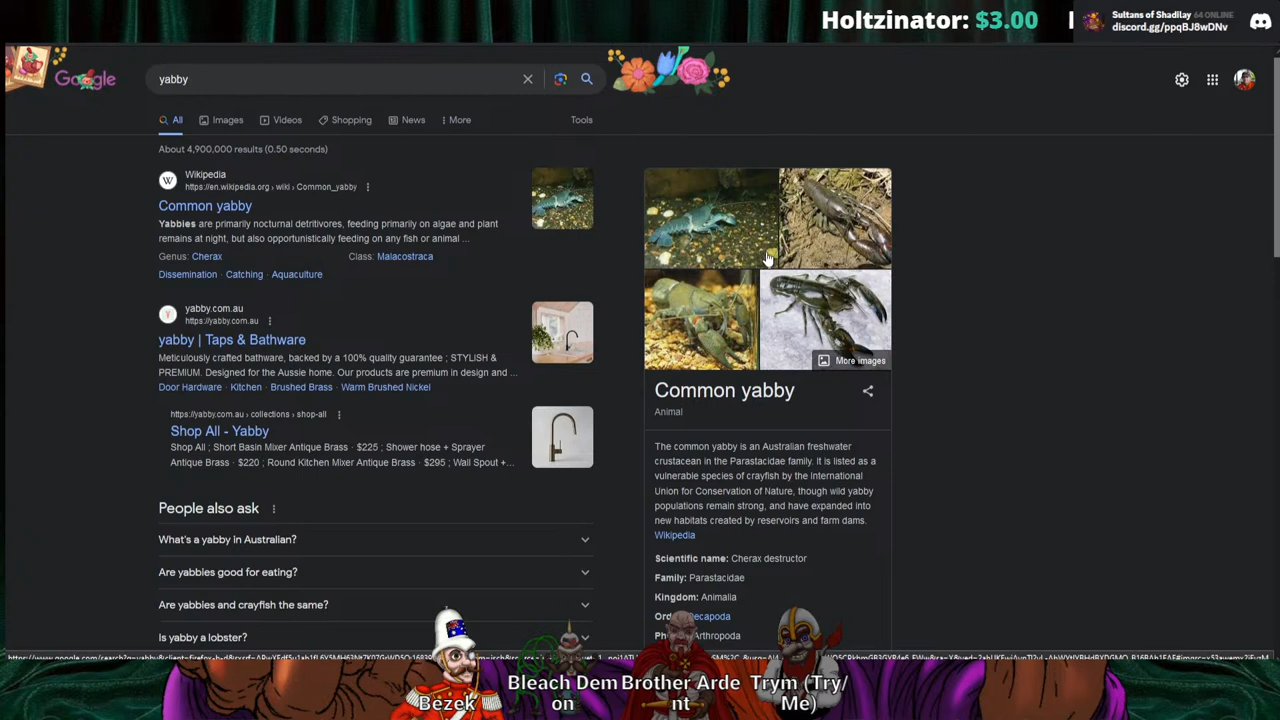 Holtzinator: $3.00
Sultans of Shadilay 64 ONLINE
discord.gg/ppqBJ8wDNv
Google
yabby
All
Images
Videos
Shopping
News
More
Tools
About 4,900,000 results (0.50 seconds)
W
Wikipedia
https://en.wikipedia.org › wiki › Common_yabby
Common yabby
Yabbies are primarily nocturnal detritivores, feeding primarily on algae and plant
remains at night, but also opportunistically feeding on any fish or animal ...
Genus: Cherax
Class: Malacostraca
Dissemination · Catching · Aquaculture
yabby.com.au
https://yabby.com.au
yabby | Taps & Bathware
Meticulously crafted bathware, backed by a 100% quality guarantee ; STYLISH &
PREMIUM. Designed for the Aussie home. Our products are premium in design and ...
Door Hardware · Kitchen · Brushed Brass · Warm Brushed Nickel
https://yabby.com.au › collections › shop-all
Shop All - Yabby
Shop All ; Short Basin Mixer Antique Brass · $225 ; Shower hose + Sprayer
Antique Brass · $220 ; Round Kitchen Mixer Antique Brass · $295 ; Wall Spout +...
People also ask
What's a yabby in Australian?
Are yabbies good for eating?
Are yabbies and crayfish the same?
Is yabby a lobster?
More images
Common yabby
Animal
The common yabby is an Australian freshwater
crustacean in the Parastacidae family. It is listed as a
vulnerable species of crayfish by the International
Union for Conservation of Nature, though wild yabby
populations remain strong, and have expanded into
new habitats created by reservoirs and farm dams.
Wikipedia
Scientific name: Cherax destructor
Family: Parastacidae
Kingdom: Animalia
Decapoda
Arthropoda
Bezek
Bleach Dem
on
Brother Arde
nt
Trym (Try/
Me)